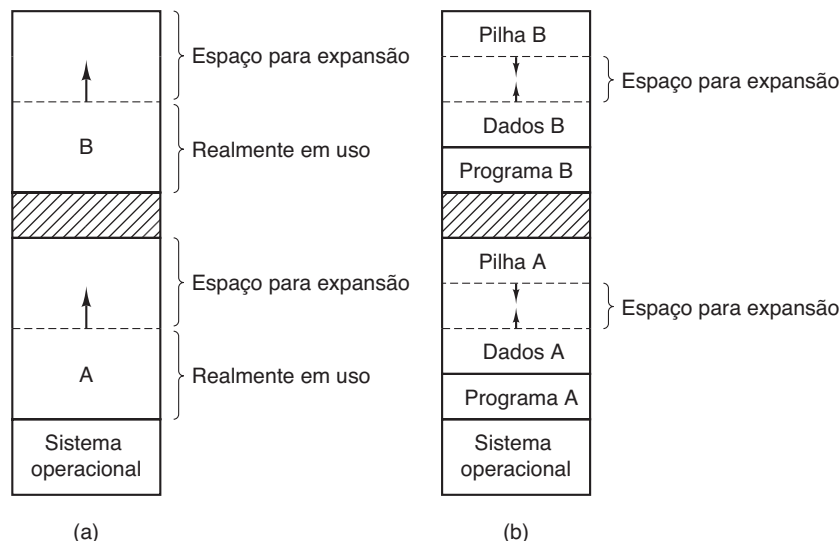 Espaço para expansão
B
Realmente em uso
Espaço para expansão
A
Realmente em uso
Sistema
operacional
(a)
Pilha B
Espaço para expansão
Dados B
Programa B
Pilha A
Espaço para expansão
Dados A
Programa A
Sistema
operacional
(b)